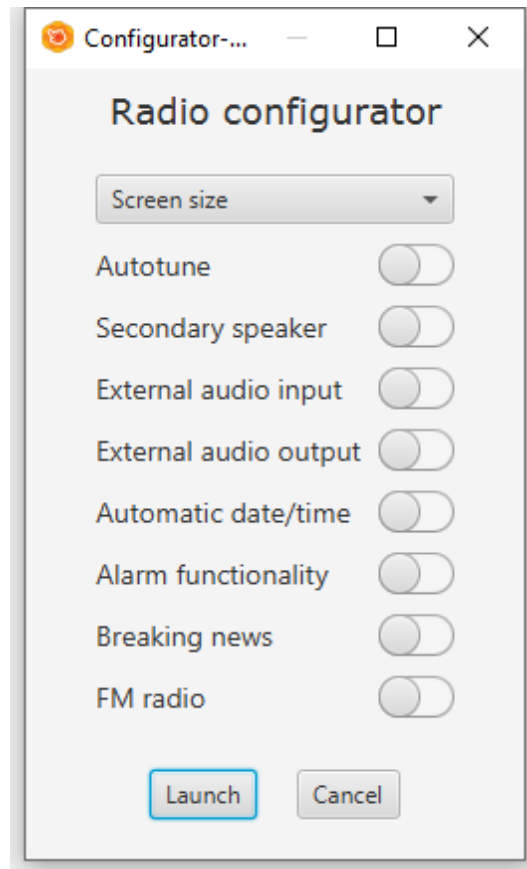 Configurator-...
Radio configurator
Screen size
Autotune
Secondary speaker
External audio input
External audio output
Automatic date/time
Alarm functionality
Breaking news
FM radio
Launch Cancel